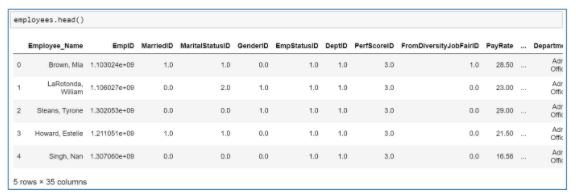 employees.head()
Employee_Name EmpID MarriedID MaritalStatusID GenderID EmpStatusID DeptID PerfScoreID FromDiversityJobFairID PayRate ... Departme
0 Brown, Mia 1.103024e+09 1.0 1.0 0.0 1.0 1.0 3.0 1.0 28.50 ... Adr Offic
1 LaRotonda, William 1.106027e+09 0.0 2.0 1.0 1.0 1.0 3.0 0.0 23.00 ... Adr Offic
2 Steans, Tyrone 1.302053e+09 0.0 0.0 1.0 1.0 1.0 3.0 0.0 29.00 ... Adr Offic
3 Howard, Estelle 1.211051e+09 1.0 1.0 0.0 1.0 1.0 3.0 0.0 21.50 ... Adr Offic
4 Singh, Nan 1.307060e+09 0.0 0.0 0.0 1.0 1.0 3.0 0.0 16.56 ... Adr Offic
5 rows × 35 columns